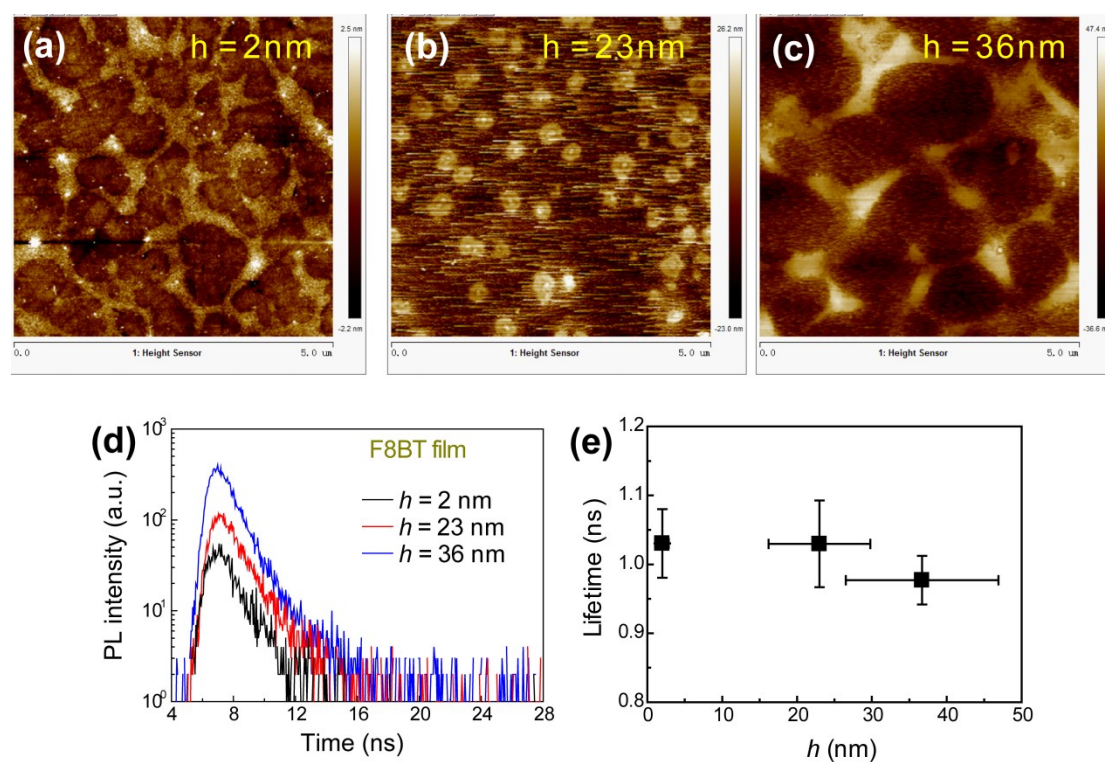 (a) h = 2nm
2.5 nm
-2.2 nm
0.0 1: Height Sensor 5.0 um
(b) h = 23nm
26.2 nm
-23.0 nm
0.0 1: Height Sensor 5.0 um
(c) h = 36nm
47.4
-36.6 nm
0.0 1: Height Sensor 5.0 um
(d)
F8BT film
h = 2 nm
h = 23 nm
h = 36 nm
PL intensity (a.u.)
10³
10²
10¹
10⁰
4 8 12 16 20 24 28
Time (ns)
(e)
Lifetime (ns)
1.2
1.1
1.0
0.9
0.8
0 10 20 30 40 50
h (nm)